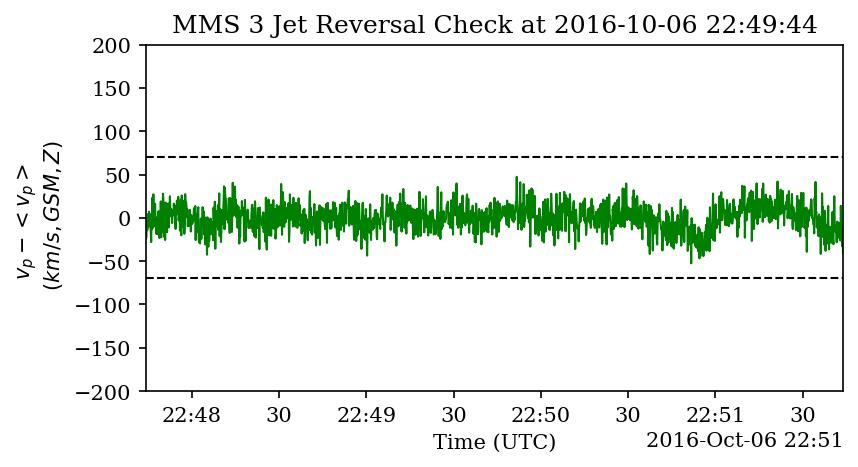 MMS 3 Jet Reversal Check at 2016-10-06 22:49:44
200
150
100
50
0
−50
−100
−150
−200
v_p − < v_p >
(km/s, GSM, Z)
22:48 30 22:49 30 22:50 30 22:51 30
Time (UTC)
2016-Oct-06 22:51